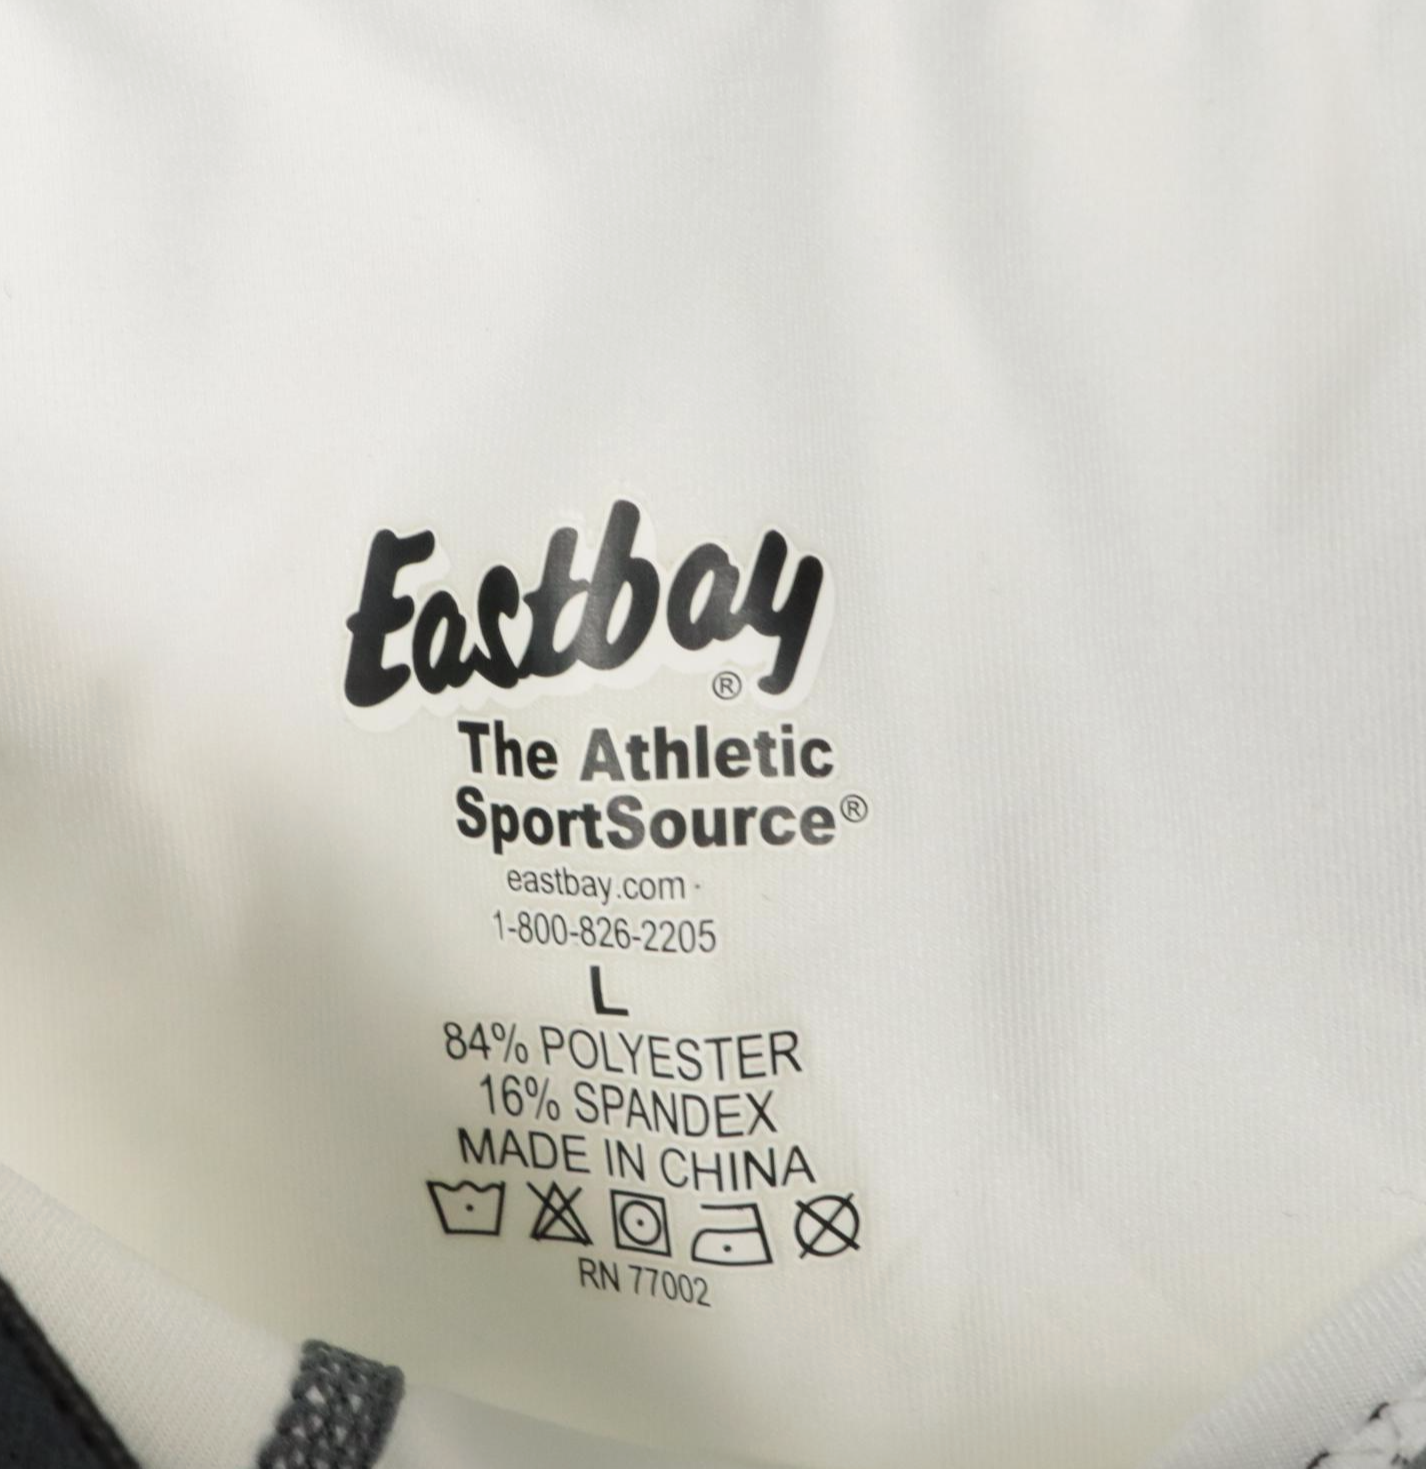 Eastbay®
The Athletic
SportSource®
eastbay.com ·
1-800-826-2205
L
84% POLYESTER
16% SPANDEX
MADE IN CHINA
RN 77002